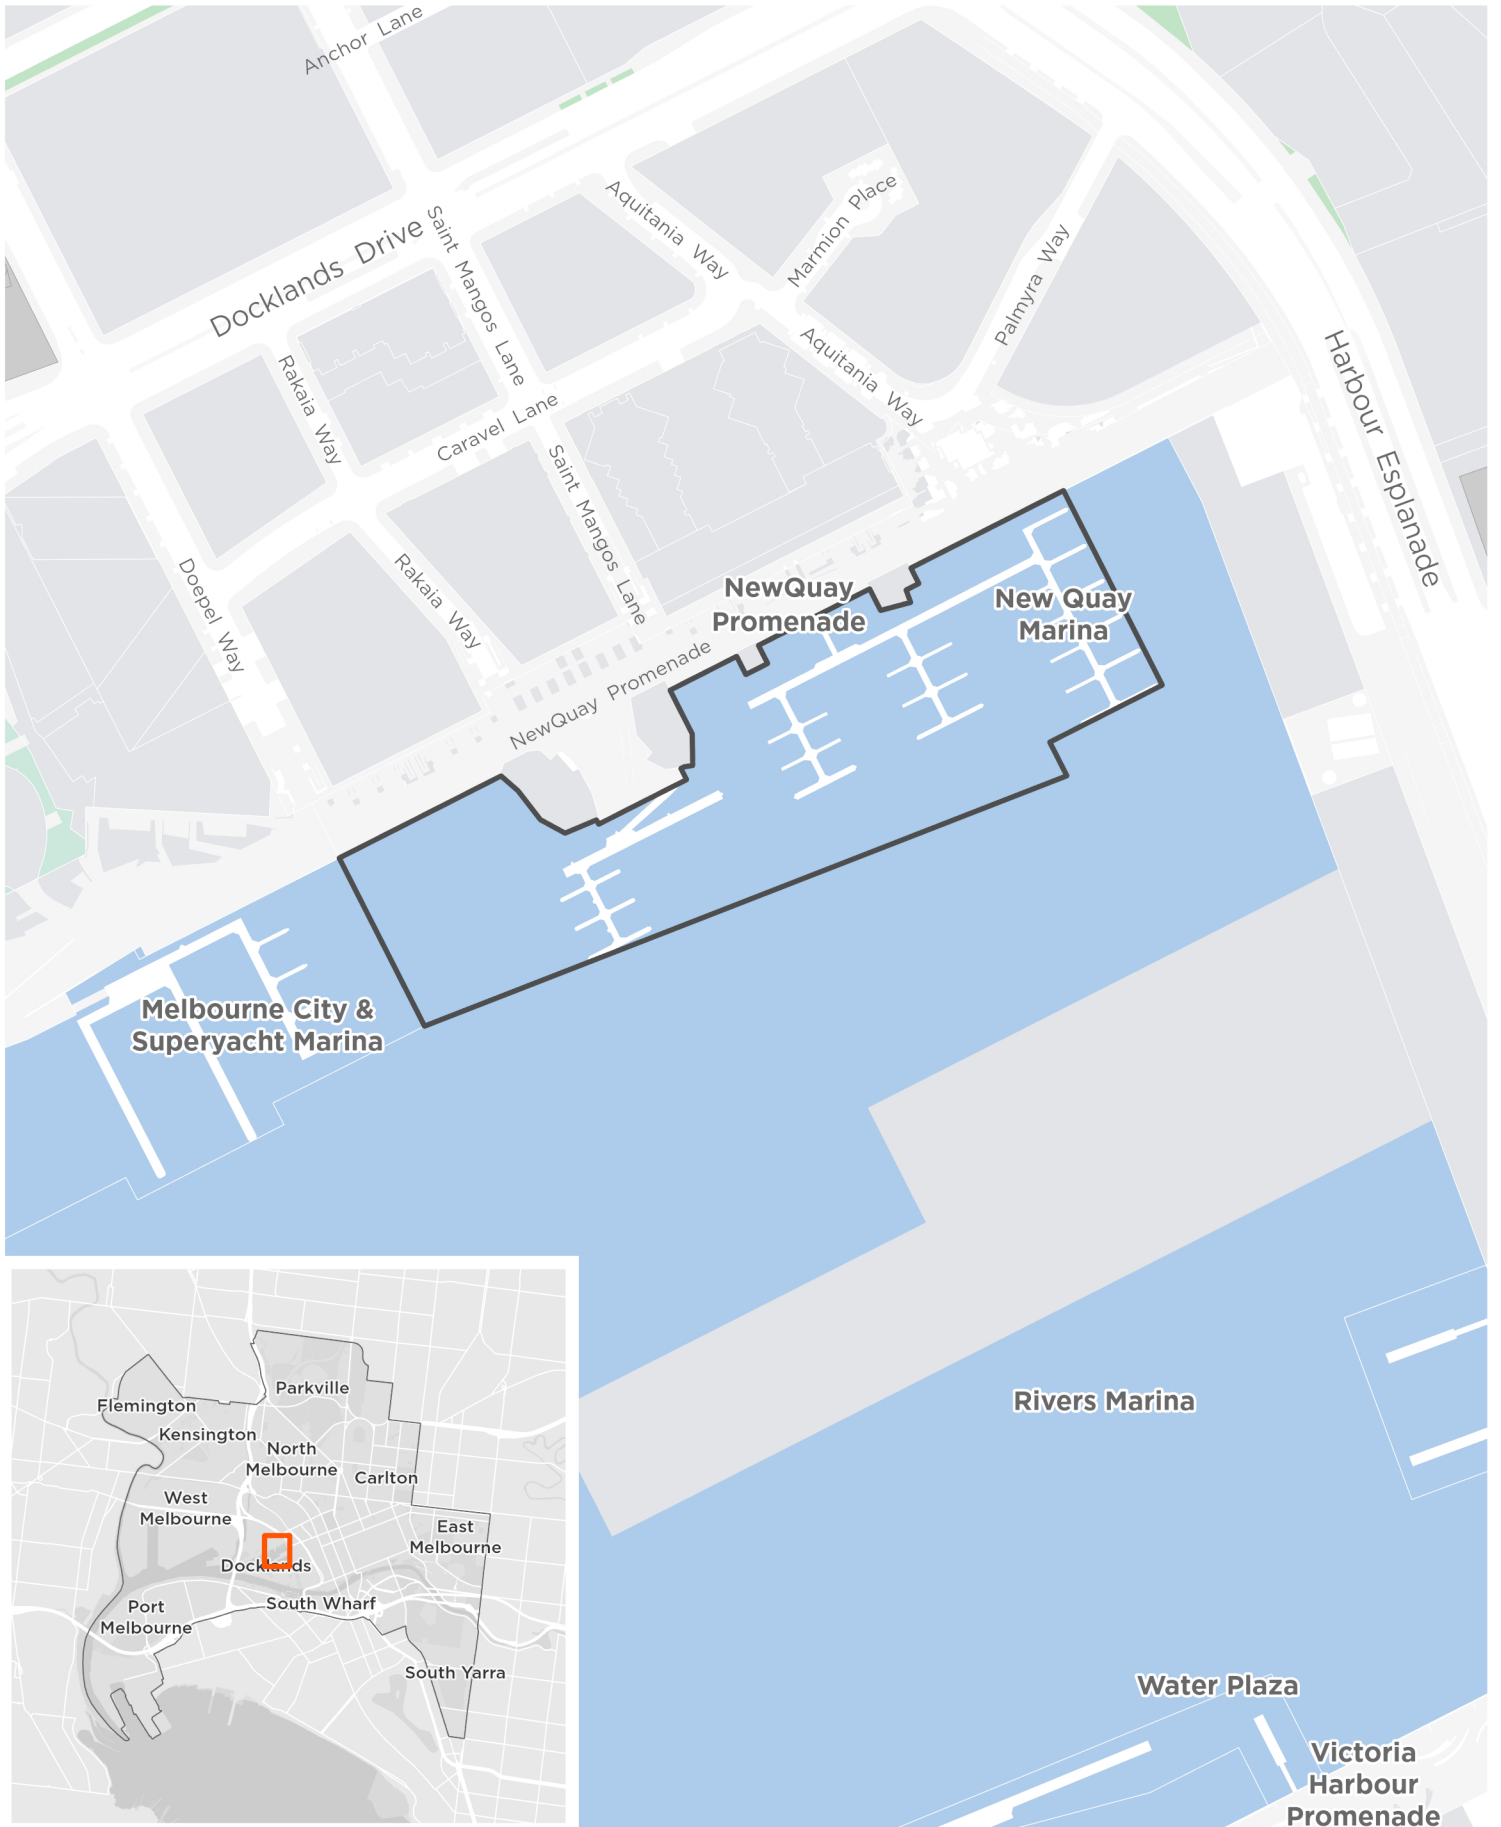 Anchor Lane
Docklands Drive
Saint Mangos Lane
Aquitania Way
Marmion Place
Palmyra Way
Harbour Esplanade
Rakaia Way
Caravel Lane
Aquitania Way
Saint Mangos Lane
Doepel Way
Rakaia Way
NewQuay
Promenade
New Quay
Marina
NewQuay Promenade
Melbourne City &
Superyacht Marina
Rivers Marina
Water Plaza
Victoria
Harbour
Promenade
Parkville
Flemington
Kensington
North
Melbourne
Carlton
West
Melbourne
East
Melbourne
Docklands
South Wharf
Port
Melbourne
South Yarra